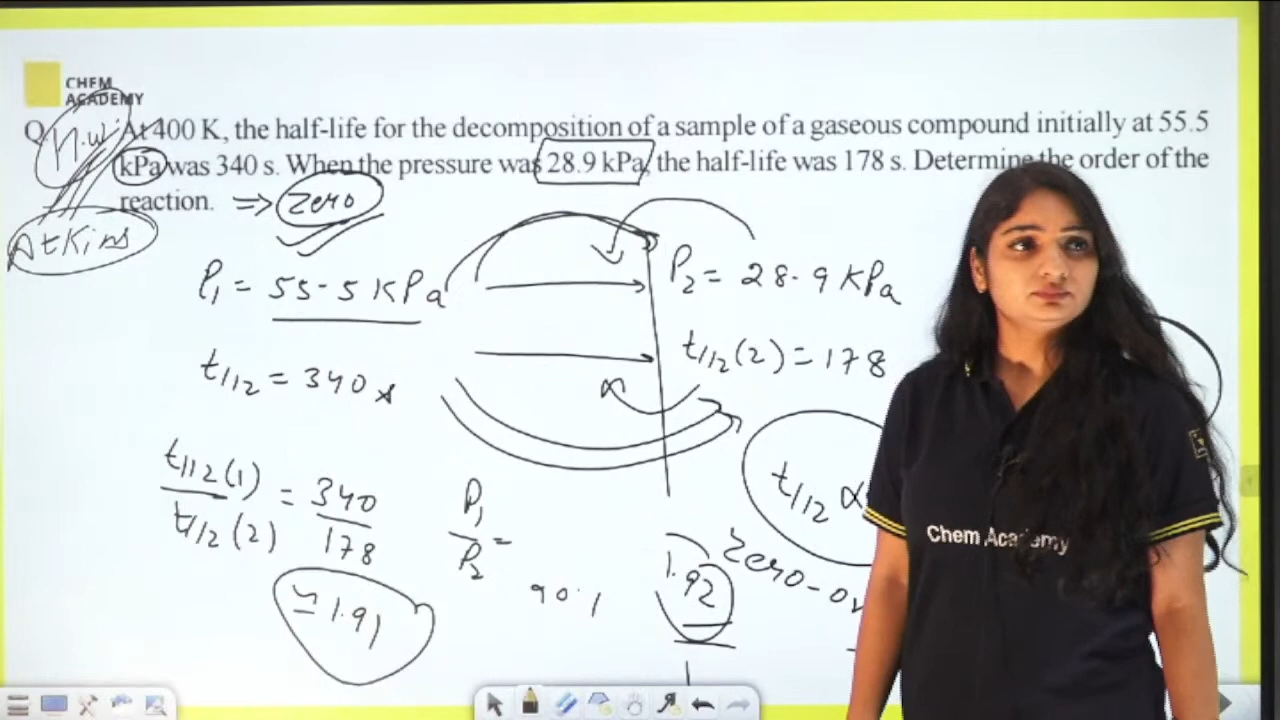 CHEM
ACADEMY
Q. H.W. At 400 K, the half-life for the decomposition of a sample of a gaseous compound initially at 55.5
kPa was 340 s. When the pressure was 28.9 kPa, the half-life was 178 s. Determine the order of the
reaction. ⇒ Zero
Atkins
P₁ = 55.5 KPa
P₂ = 28.9 KPa
t1/2 = 340 s
t1/2 (2) = 178
∝
t1/2 (1) / t1/2 (2) = 340 / 178
P₁ / P₂ =
t1/2 ∝
≃ 1.91
90%
1.92
Zero-or
Chem Academy